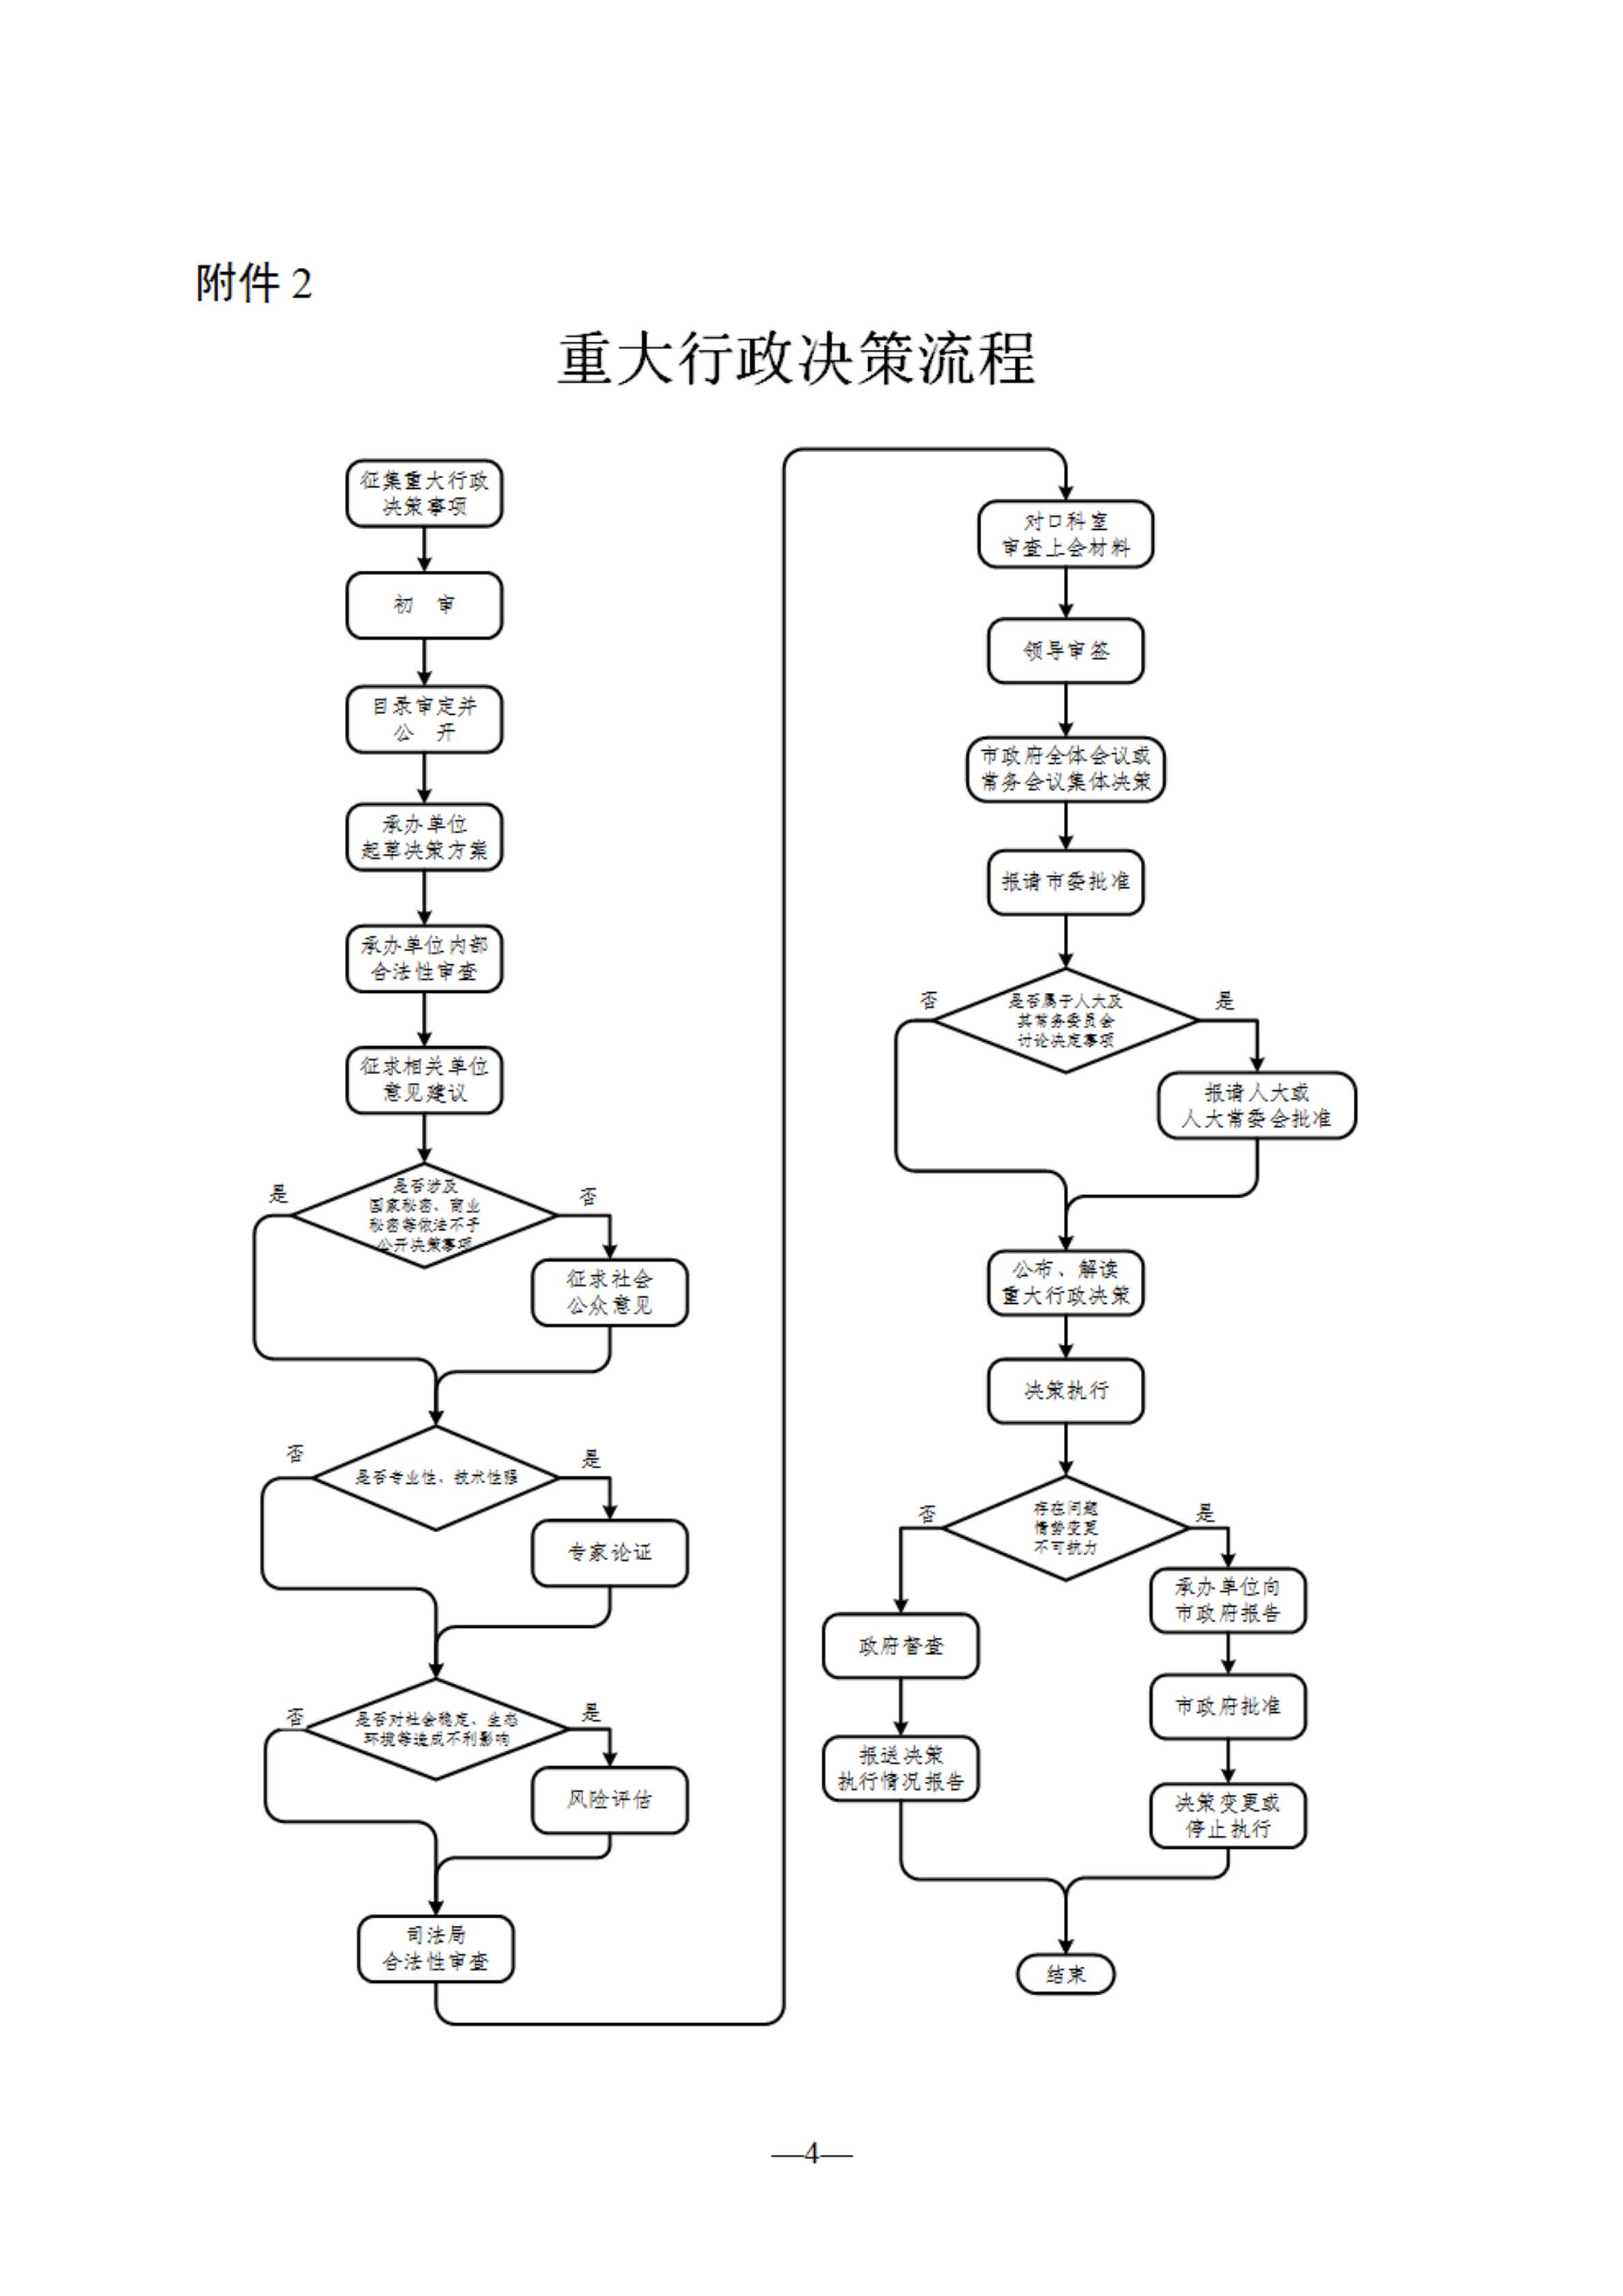 附件 2
重大行政决策流程
征集重大行政
决策事项
初 审
目录审定并
公 开
承办单位
起草决策方案
承办单位内部
合法性审查
征求相关单位
意见建议
是否涉及
国家秘密、商业
秘密等依法不予
公开决策事项
是
否
征求社会
公众意见
是否专业性、技术性强
否
是
专家论证
是否对社会稳定、生态
环境等造成不利影响
否
是
风险评估
司法局
合法性审查
对口科室
审查上会材料
领导审签
市政府全体会议或
常务会议集体决策
报请市委批准
是否属于人大及
其常务委员会
讨论决定事项
否
是
报请人大或
人大常委会批准
公布、解读
重大行政决策
决策执行
存在问题
情势变更
不可抗力
否
是
政府督查
报送决策
执行情况报告
承办单位向
市政府报告
市政府批准
决策变更或
停止执行
结束
—4—